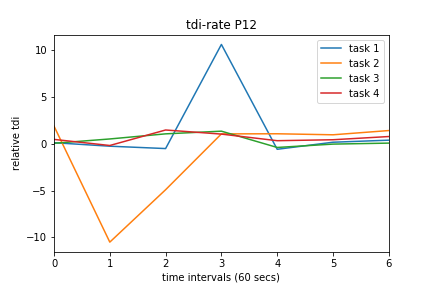 tdi-rate P12
task 1
task 2
task 3
task 4
relative tdi
10
5
0
−5
−10
0 1 2 3 4 5 6
time intervals (60 secs)